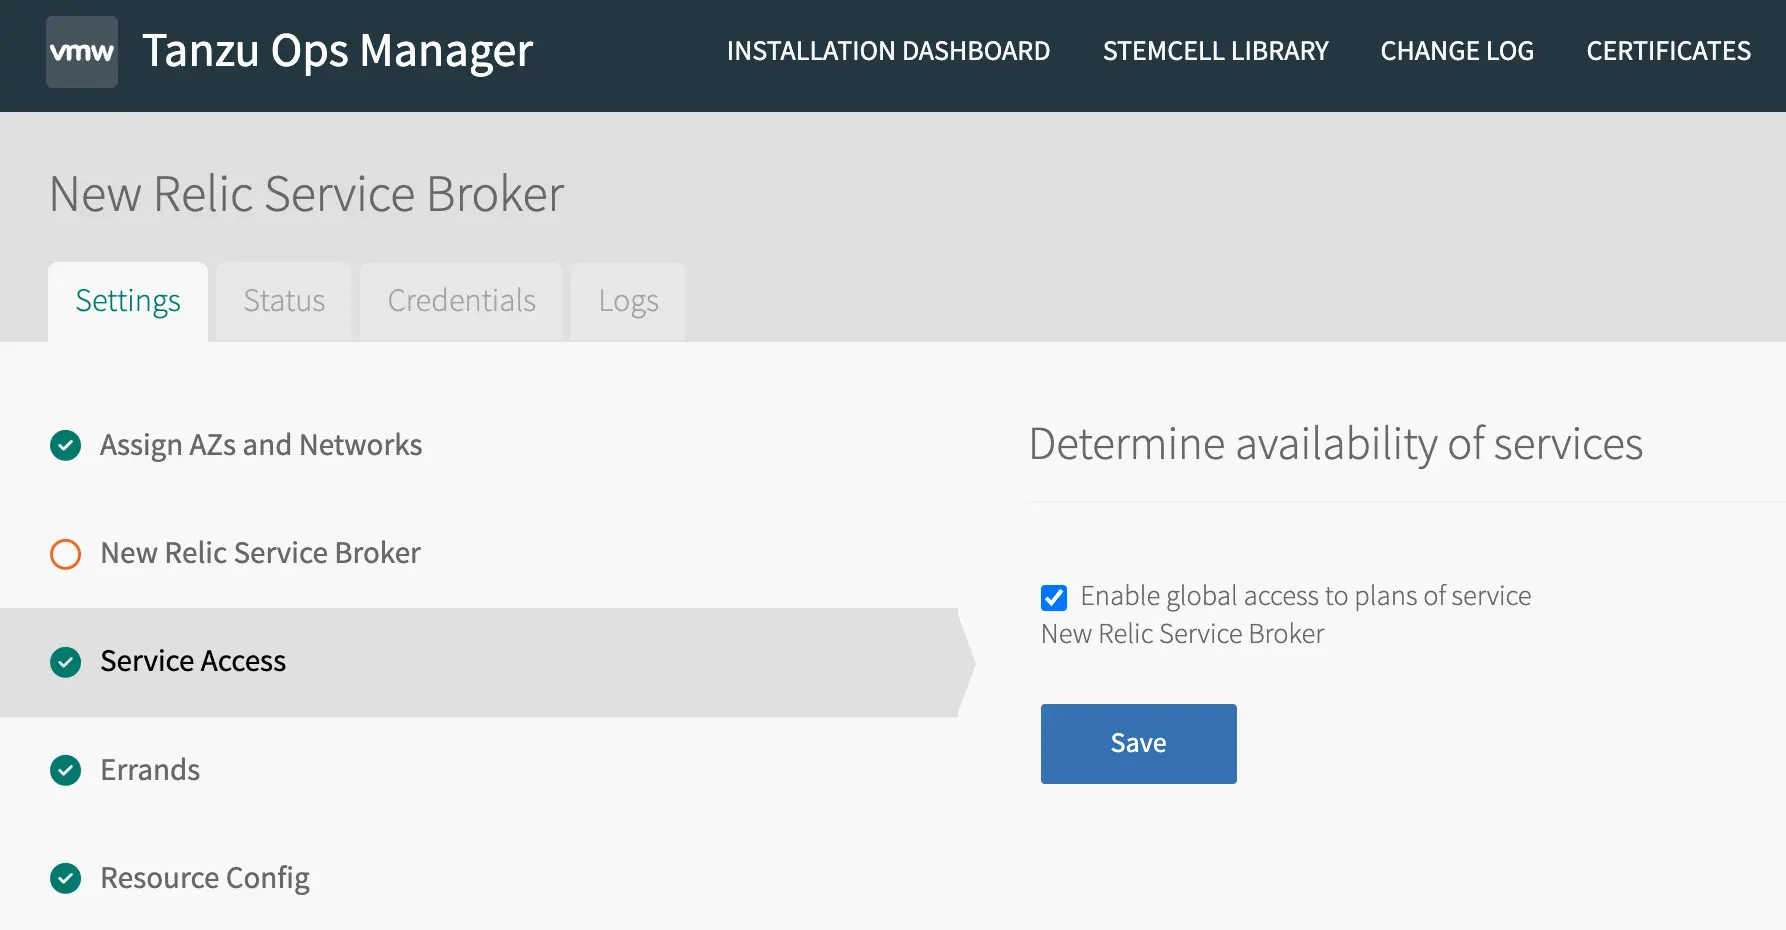 vmw Tanzu Ops Manager INSTALLATION DASHBOARD STEMCELL LIBRARY CHANGE LOG CERTIFICATES
New Relic Service Broker
Settings Status Credentials Logs
Assign AZs and Networks
New Relic Service Broker
Service Access
Errands
Resource Config
Determine availability of services
Enable global access to plans of service
New Relic Service Broker
Save